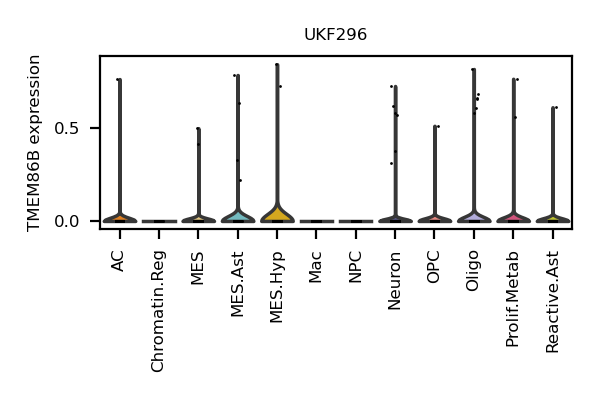 UKF296
TMEM86B expression
0.5
0.0
AC
Chromatin.Reg
MES
MES.Ast
MES.Hyp
Mac
NPC
Neuron
OPC
Oligo
Prolif.Metab
Reactive.Ast